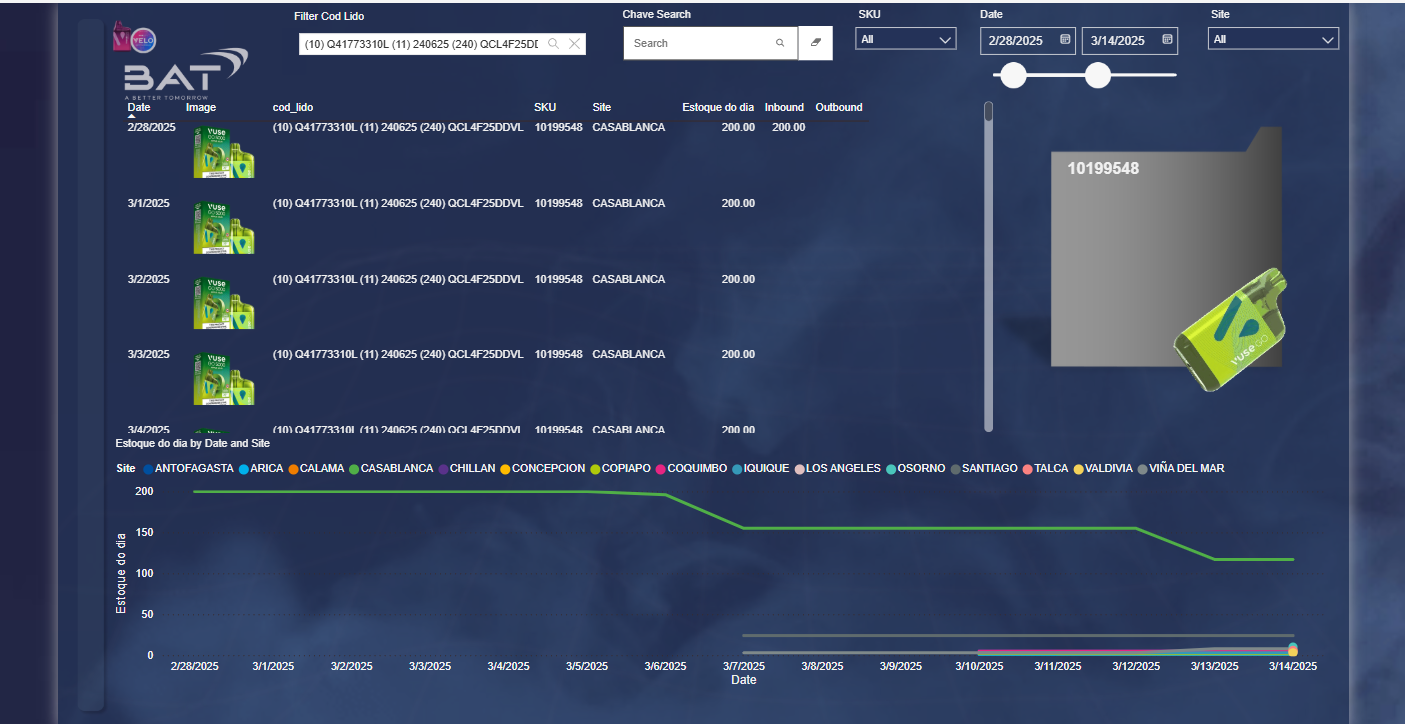 Filter Cod Lido
Chave Search
SKU
Date
Site
(10) Q41773310L (11) 240625 (240) QCL4F25DD
Search
All
2/28/2025
3/14/2025
All
VELO
BAT
A BETTER TOMORROW
Date Image cod_lido SKU Site Estoque do dia Inbound Outbound
2/28/2025 (10) Q41773310L (11) 240625 (240) QCL4F25DDVL 10199548 CASABLANCA 200.00 200.00
3/1/2025 (10) Q41773310L (11) 240625 (240) QCL4F25DDVL 10199548 CASABLANCA 200.00
3/2/2025 (10) Q41773310L (11) 240625 (240) QCL4F25DDVL 10199548 CASABLANCA 200.00
3/3/2025 (10) Q41773310L (11) 240625 (240) QCL4F25DDVL 10199548 CASABLANCA 200.00
3/4/2025 (10) Q41773310L (11) 240625 (240) QCL4F25DDVL 10199548 CASABLANCA 200.00
10199548
vuse GO
Estoque do dia by Date and Site
Site ANTOFAGASTA ARICA CALAMA CASABLANCA CHILLAN CONCEPCION COPIAPO COQUIMBO IQUIQUE LOS ANGELES OSORNO SANTIAGO TALCA VALDIVIA VIÑA DEL MAR
200
150
100
50
0
Estoque do dia
2/28/2025 3/1/2025 3/2/2025 3/3/2025 3/4/2025 3/5/2025 3/6/2025 3/7/2025 3/8/2025 3/9/2025 3/10/2025 3/11/2025 3/12/2025 3/13/2025 3/14/2025
Date